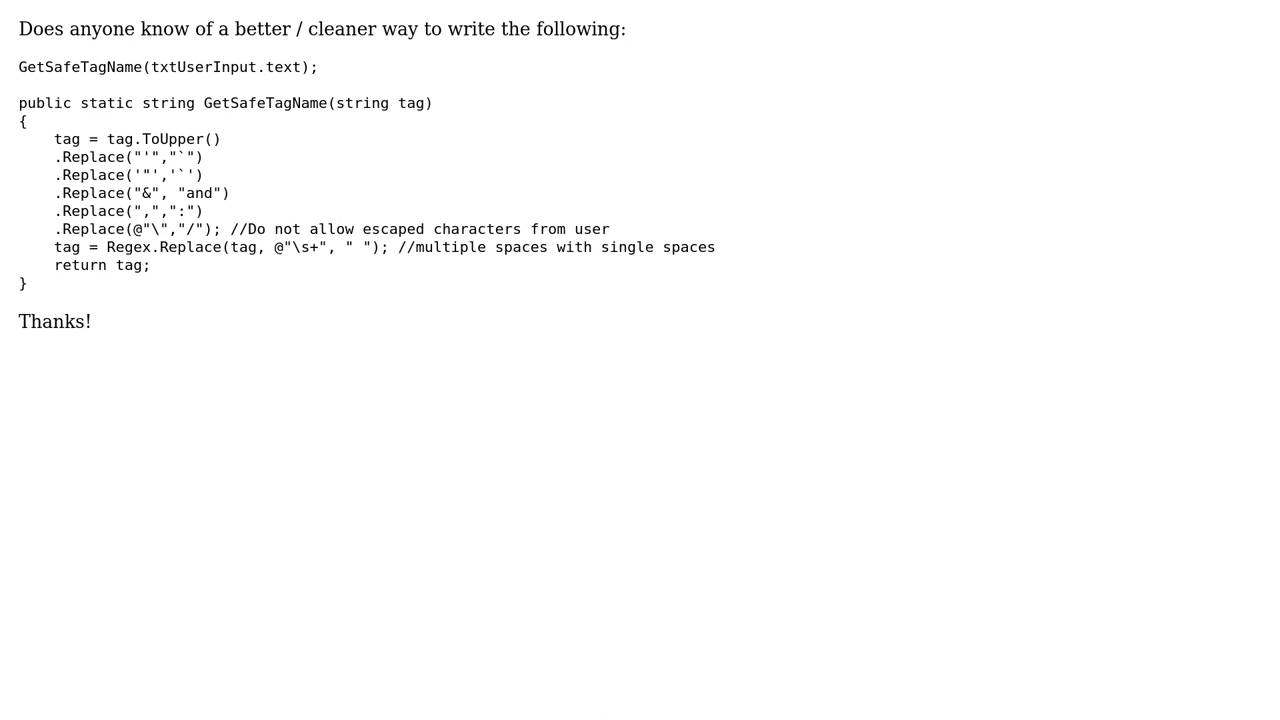 Does anyone know of a better / cleaner way to write the following:
GetSafeTagName(txtUserInput.text);
public static string GetSafeTagName(string tag)
{
    tag = tag.ToUpper()
    .Replace("'","`")
    .Replace('"','`')
    .Replace("&", "and")
    .Replace(",",":")
    .Replace(@"\","/"); //Do not allow escaped characters from user
    tag = Regex.Replace(tag, @"\s+", " "); //multiple spaces with single spaces
    return tag;
}
Thanks!